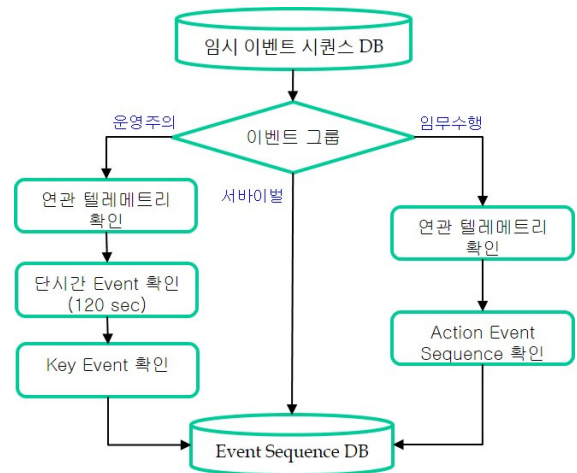 임시 이벤트 시퀀스 DB
운영주의
이벤트 그룹
임무수행
서바이벌
연관 텔레메트리
확인
연관 텔레메트리
확인
단시간 Event 확인
(120 sec)
Action Event
Sequence 확인
Key Event 확인
Event Sequence DB